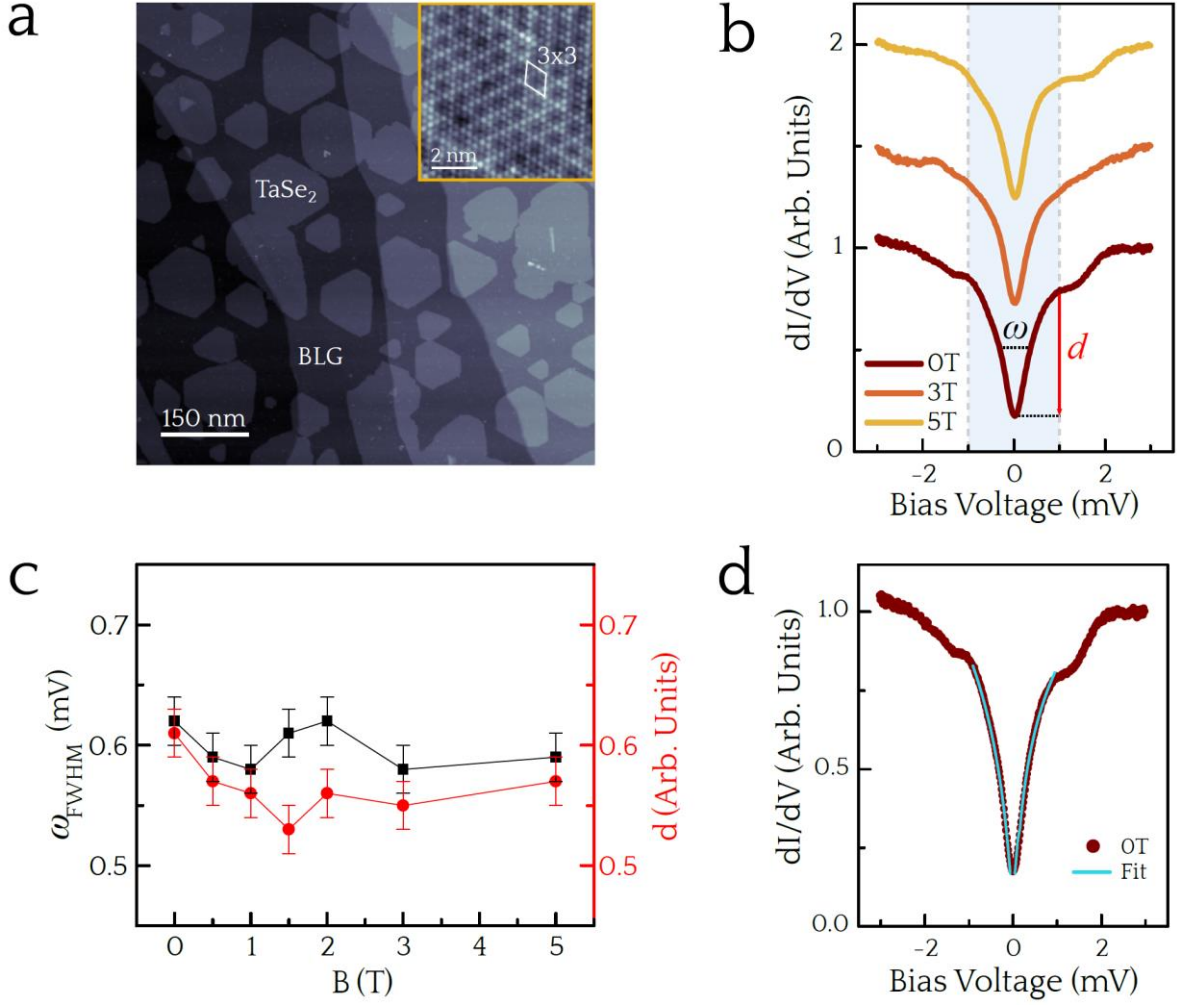 a
3x3
2 nm
TaSe₂
BLG
150 nm
b
dI/dV (Arb. Units)
2
1
0
ω
d
0T
3T
5T
-2
0
2
Bias Voltage (mV)
c
ω_FWHM (mV)
0.7
0.6
0.5
0.7
0.6
0.5
d (Arb. Units)
0
1
2
3
4
5
B (T)
d
dI/dV (Arb. Units)
1.0
0.5
0.0
0T
Fit
-2
0
2
Bias Voltage (mV)